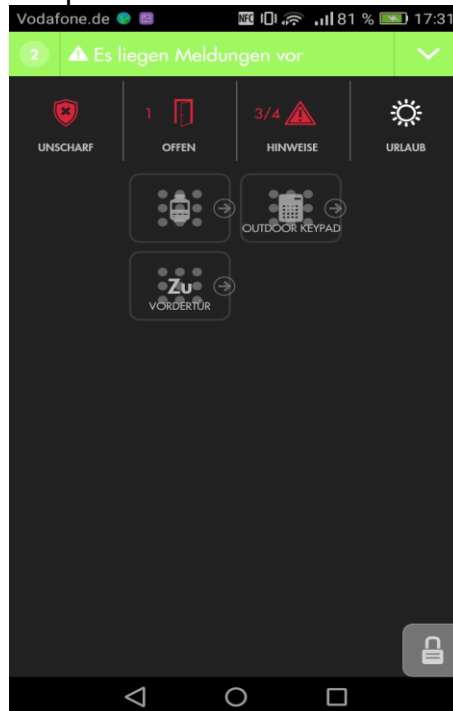 Vodafone.de NFC 81 % 17:31
2 Es liegen Meldungen vor
1 3/4
UNSCHARF OFFEN HINWEISE URLAUB
OUTDOOR KEYPAD
Zu
VORDERTÜR